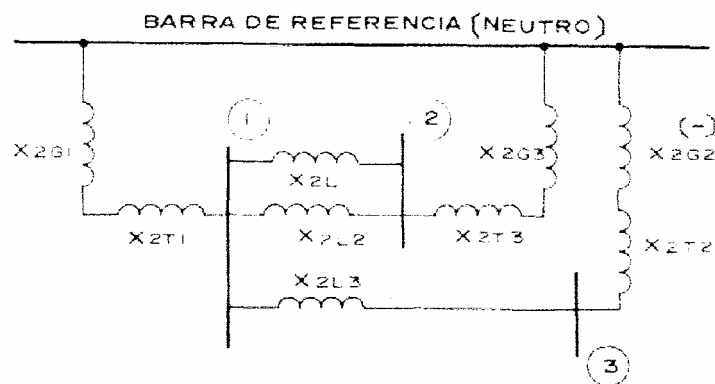 BARRA DE REFERENCIA (NEUTRO)
1
2
(-)
X2G1
X2G3
X2G2
X2L
X2T1
X2L2
X2T3
X2T2
X2L3
3